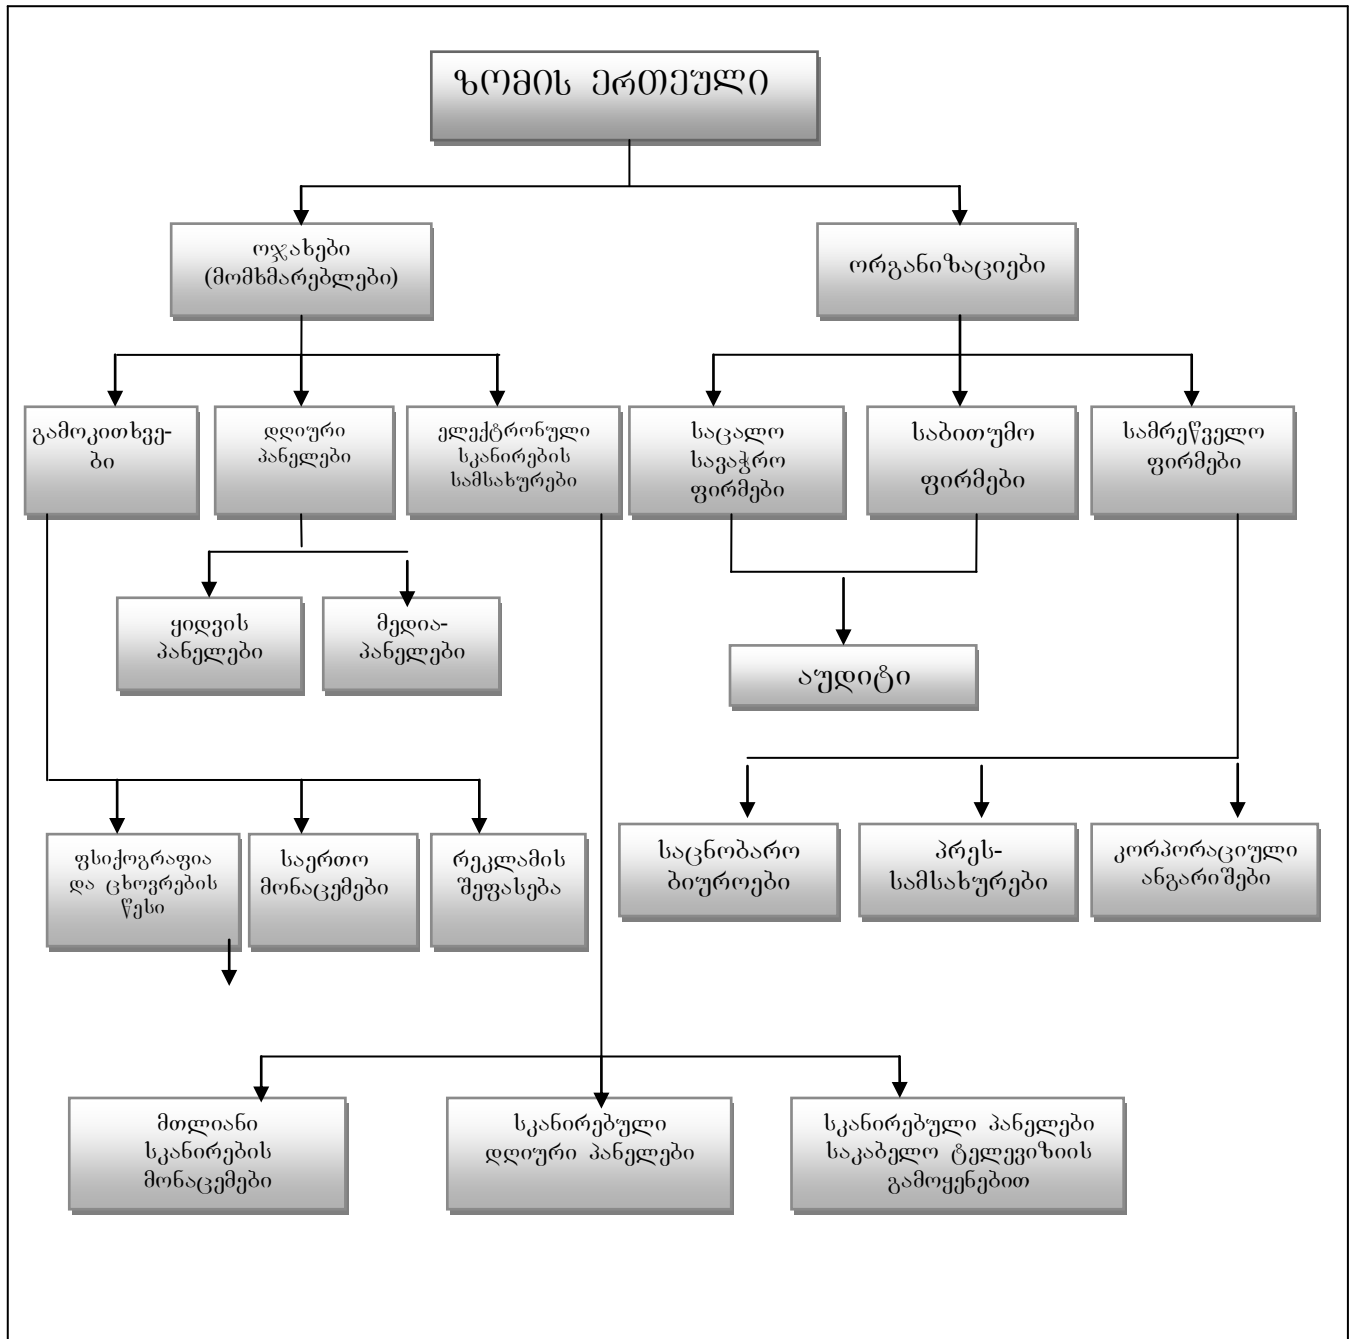 ზომის ერთეული
ოჯახები
(მომხმარებლები)
ორგანიზაციები
გამოკითხვე-
ბი
დღიური
პანელები
ელექტრონული
სკანირების
სამსახურები
საცალო
სავაჭრო
ფირმები
საბითუმო
ფირმები
სამრეწველო
ფირმები
ყიდვის
პანელები
მედია-
პანელები
აუდიტი
ფსიქოგრაფია
და ცხოვრების
წესი
საერთო
მონაცემები
რეკლამის
შეფასება
საცნობარო
ბიუროები
პრეს-
სამსახურები
კორპორაციული
ანგარიშები
მთლიანი
სკანირების
მონაცემები
სკანირებული
დღიური პანელები
სკანირებული პანელები
საკაბელო ტელევიზიის
გამოყენებით